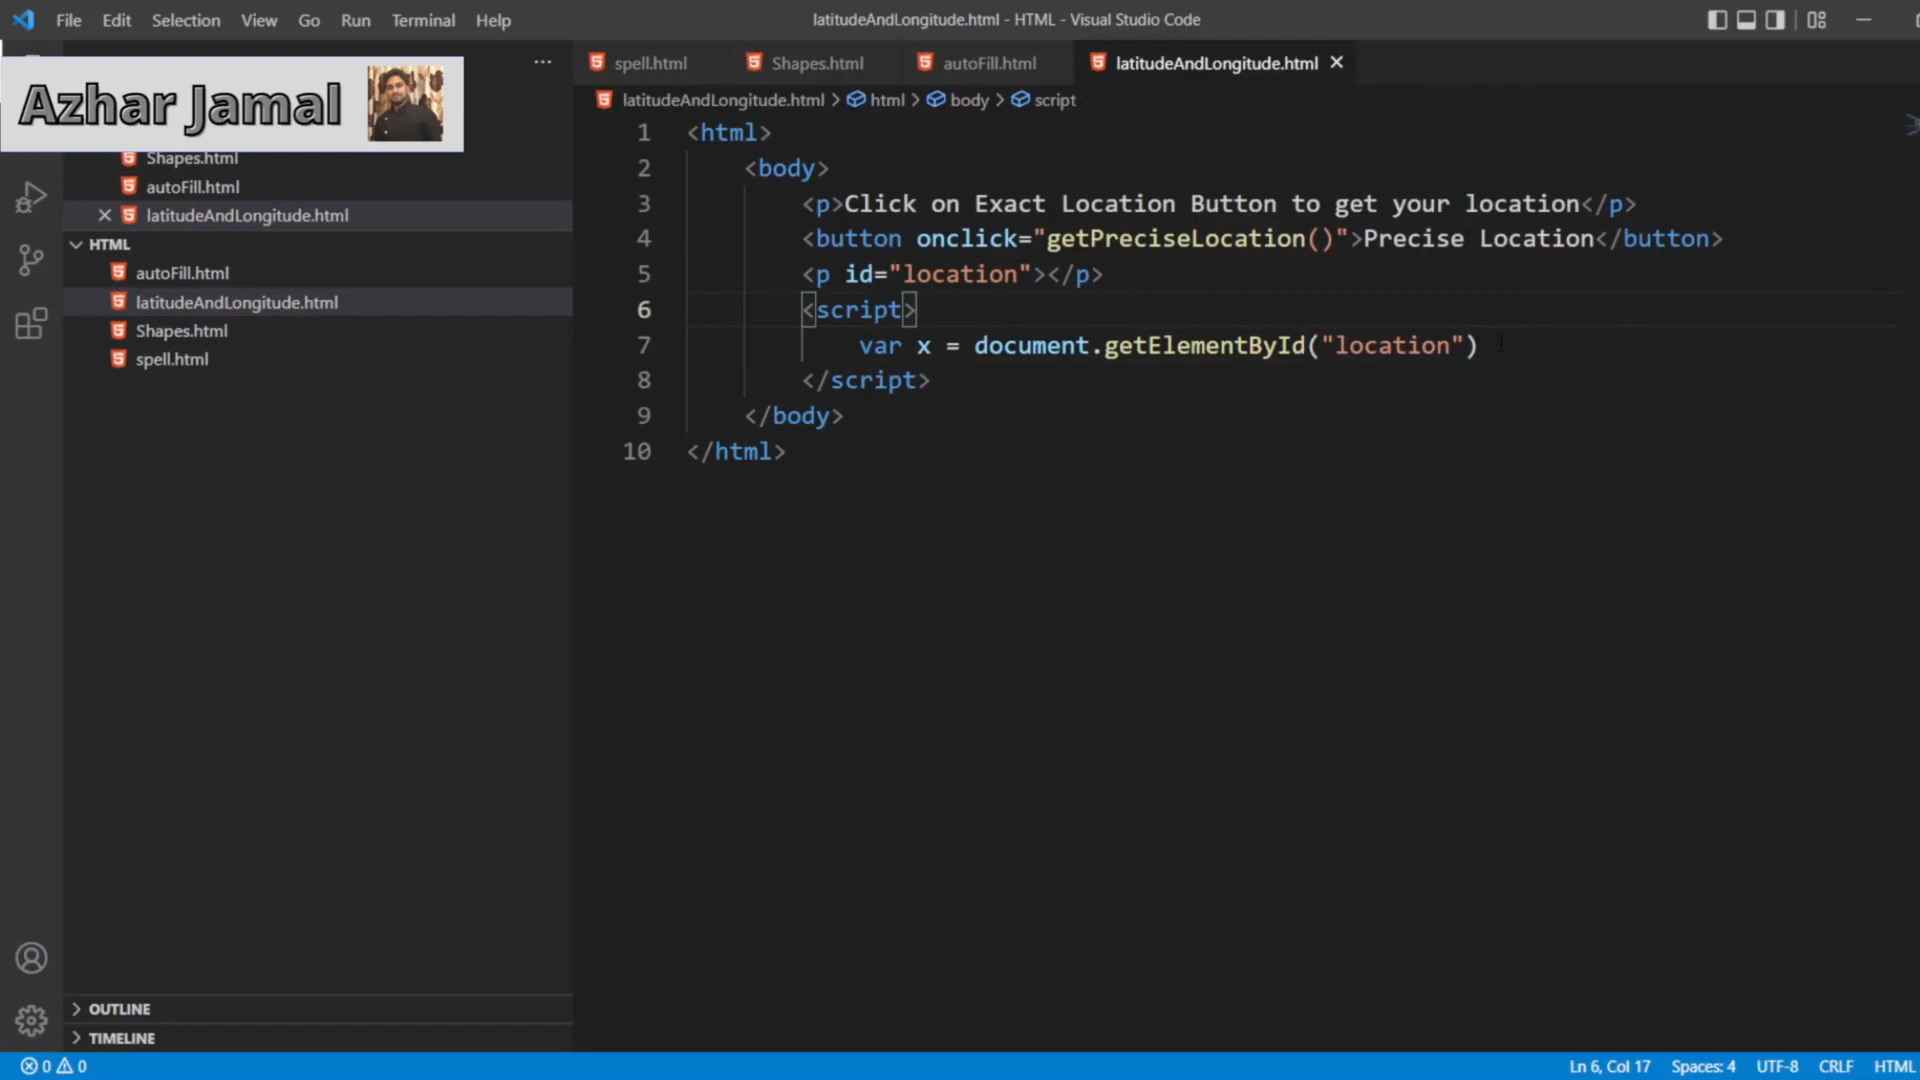 File Edit Selection View Go Run Terminal Help
latitudeAndLongitude.html - HTML - Visual Studio Code
Azhar Jamal
...
spell.html
Shapes.html
autoFill.html
latitudeAndLongitude.html
latitudeAndLongitude.html > html > body > script
Shapes.html
autoFill.html
latitudeAndLongitude.html
HTML
autoFill.html
latitudeAndLongitude.html
Shapes.html
spell.html
1 <html>
2 <body>
3 <p>Click on Exact Location Button to get your location</p>
4 <button onclick="getPreciseLocation()">Precise Location</button>
5 <p id="location"></p>
6 <script>
7 var x = document.getElementById("location")
8 </script>
9 </body>
10 </html>
OUTLINE
TIMELINE
0 0
Ln 6, Col 17 Spaces: 4 UTF-8 CRLF HTML